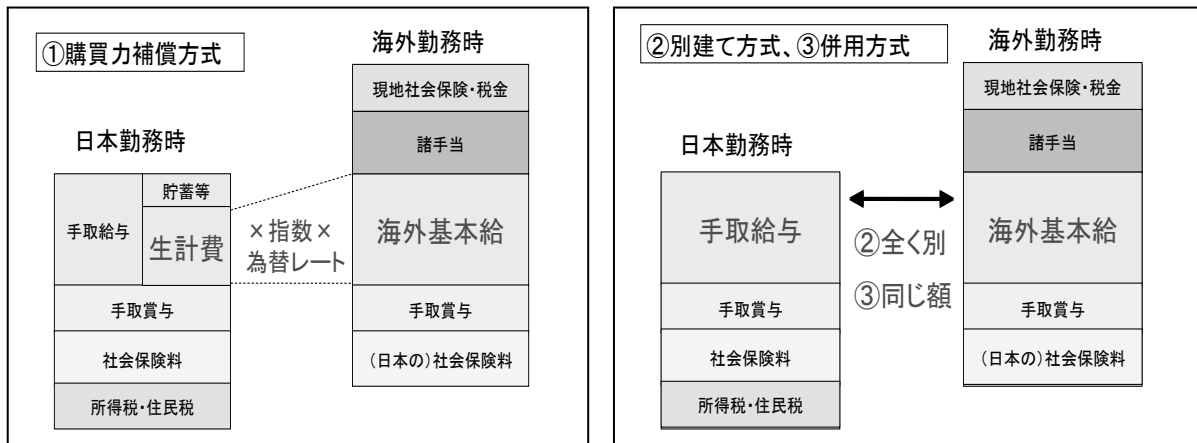 ①購買力補償方式
海外勤務時
現地社会保険・税金
諸手当
日本勤務時
貯蓄等
手取給与
生計費
×指数×
為替レート
海外基本給
手取賞与
手取賞与
社会保険料
(日本の)社会保険料
所得税・住民税
②別建て方式、③併用方式
海外勤務時
現地社会保険・税金
諸手当
日本勤務時
手取給与
②全く別
③同じ額
海外基本給
手取賞与
手取賞与
社会保険料
(日本の)社会保険料
所得税・住民税